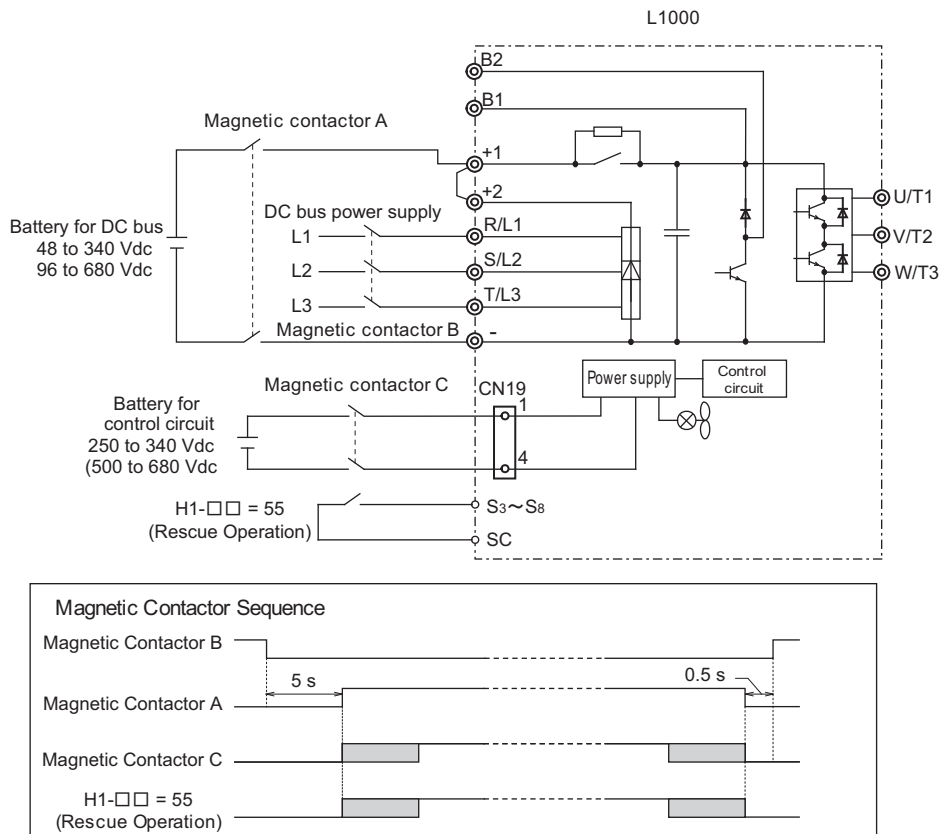 L1000
B2
B1
Magnetic contactor A
+1
+2
Battery for DC bus
48 to 340 Vdc
96 to 680 Vdc
DC bus power supply
L1
R/L1
L2
S/L2
L3
T/L3
Magnetic contactor B
-
U/T1
V/T2
W/T3
Magnetic contactor C
CN19
1
4
Power supply
Control
circuit
Battery for
control circuit
250 to 340 Vdc
(500 to 680 Vdc
H1-□□ = 55
(Rescue Operation)
S3～S8
SC
Magnetic Contactor Sequence
Magnetic Contactor B
5 s
0.5 s
Magnetic Contactor A
Magnetic Contactor C
H1-□□ = 55
(Rescue Operation)